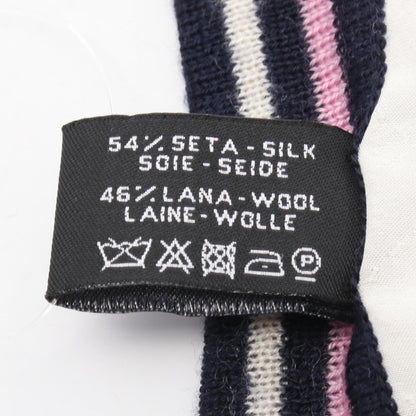 54% SETA - SILK
SOIE - SEIDE
46% LANA - WOOL
LAINE - WOLLE
P